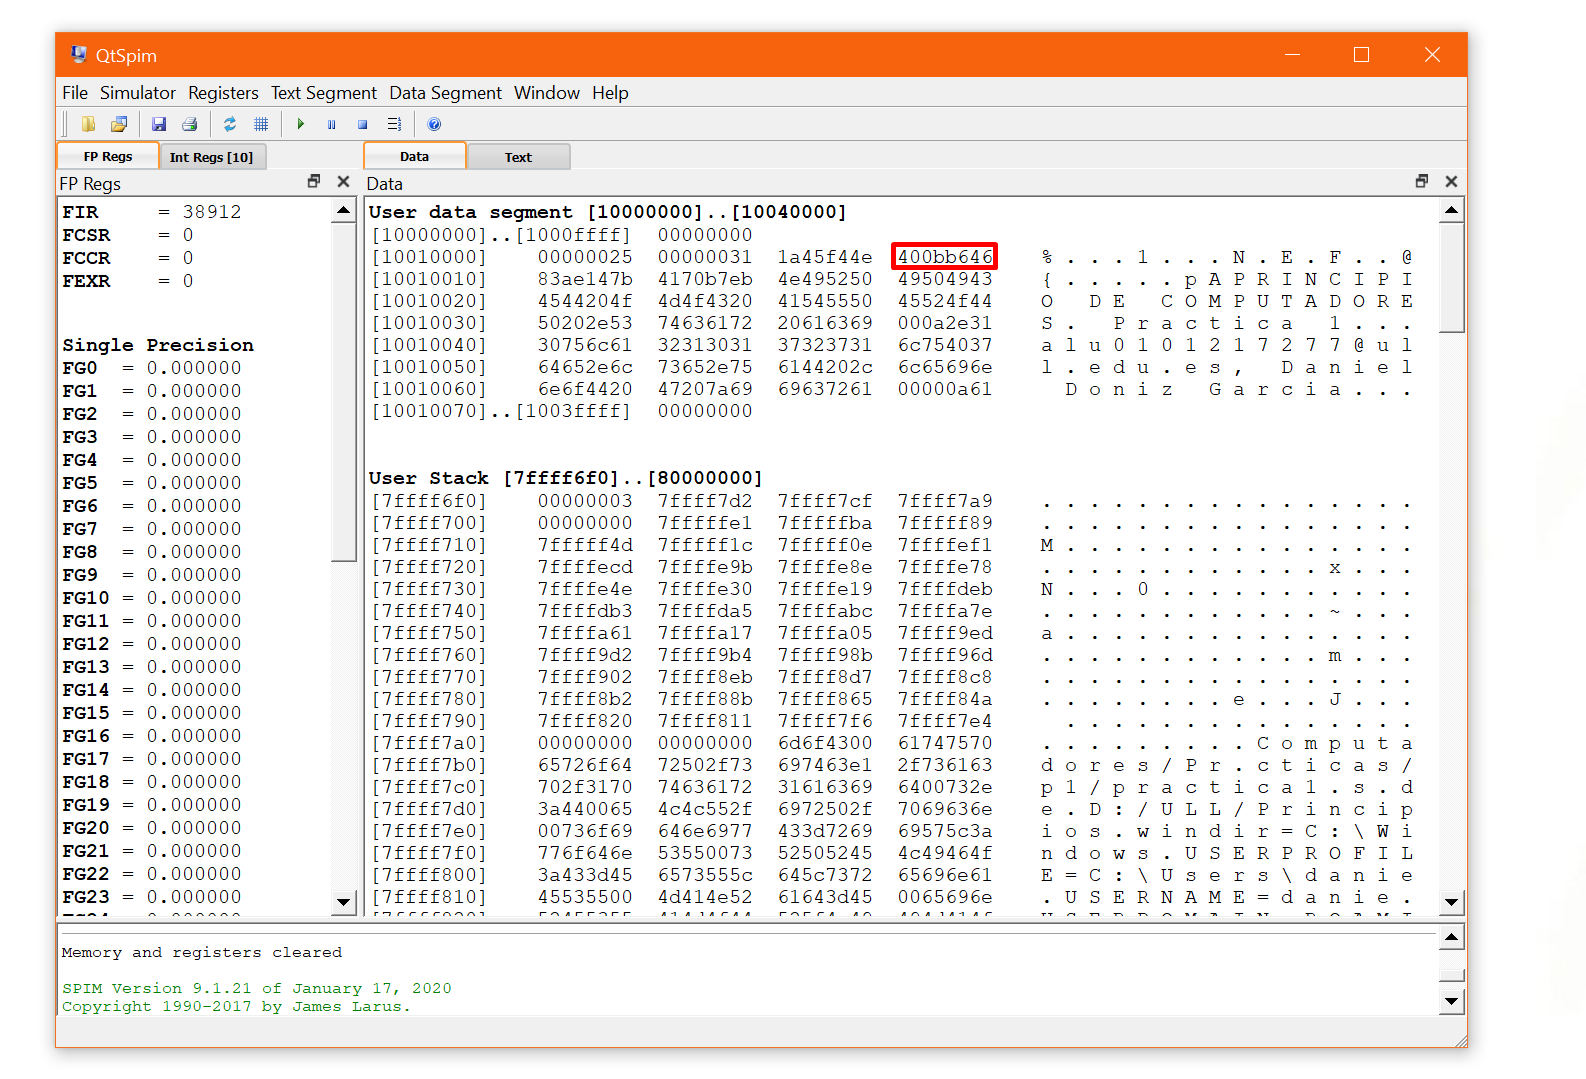 QtSpim
File Simulator Registers Text Segment Data Segment Window Help
FP Regs Int Regs [10] Data Text
FP Regs
FIR = 38912
FCSR = 0
FCCR = 0
FEXR = 0
Single Precision
FG0 = 0.000000
FG1 = 0.000000
FG2 = 0.000000
FG3 = 0.000000
FG4 = 0.000000
FG5 = 0.000000
FG6 = 0.000000
FG7 = 0.000000
FG8 = 0.000000
FG9 = 0.000000
FG10 = 0.000000
FG11 = 0.000000
FG12 = 0.000000
FG13 = 0.000000
FG14 = 0.000000
FG15 = 0.000000
FG16 = 0.000000
FG17 = 0.000000
FG18 = 0.000000
FG19 = 0.000000
FG20 = 0.000000
FG21 = 0.000000
FG22 = 0.000000
FG23 = 0.000000
Data
User data segment [10000000]..[10040000]
[10000000]..[1000ffff] 00000000
[10010000] 00000025 00000031 1a45f44e 400bb646 % . . . 1 . . . N . E . F . . @
[10010010] 83ae147b 4170b7eb 4e495250 49504943 { . . . . . p A P R I N C I P I
[10010020] 4544204f 4d4f4320 41545550 45524f44 O D E C O M P U T A D O R E
[10010030] 50202e53 74636172 20616369 000a2e31 S . P r a c t i c a 1 . . .
[10010040] 30756c61 32313031 37323731 6c754037 a l u 0 1 0 1 2 1 7 2 7 7 @ u l
[10010050] 64652e6c 73652e75 6144202c 6c65696e l . e d u . e s , D a n i e l
[10010060] 6e6f4420 47207a69 69637261 00000a61 D o n i z G a r c i a . . .
[10010070]..[1003ffff] 00000000
User Stack [7ffff6f0]..[80000000]
[7ffff6f0] 00000003 7ffff7d2 7ffff7cf 7ffff7a9 . . . . . . . . . . . . . . . .
[7ffff700] 00000000 7fffffe1 7fffffba 7fffff89 . . . . . . . . . . . . . . . .
[7ffff710] 7fffff4d 7fffff1c 7fffff0e 7ffffef1 M . . . . . . . . . . . . . . .
[7ffff720] 7ffffecd 7ffffe9b 7ffffe8e 7ffffe78 . . . . . . . . . . . . x . . .
[7ffff730] 7ffffe4e 7ffffe30 7ffffe19 7ffffdeb N . . . 0 . . . . . . . . . . .
[7ffff740] 7ffffdb3 7ffffda5 7ffffabc 7ffffa7e . . . . . . . . . . . . ~ . . .
[7ffff750] 7ffffa61 7ffffa17 7ffffa05 7ffff9ed a . . . . . . . . . . . . . . .
[7ffff760] 7ffff9d2 7ffff9b4 7ffff98b 7ffff96d . . . . . . . . . . . . m . . .
[7ffff770] 7ffff902 7ffff8eb 7ffff8d7 7ffff8c8 . . . . . . . . . . . . . . . .
[7ffff780] 7ffff8b2 7ffff88b 7ffff865 7ffff84a . . . . . . . . e . . . J . . .
[7ffff790] 7ffff820 7ffff811 7ffff7f6 7ffff7e4 . . . . . . . . . . . . . . .
[7ffff7a0] 00000000 00000000 6d6f4300 61747570 . . . . . . . . . C o m p u t a
[7ffff7b0] 65726f64 72502f73 697463e1 2f736163 d o r e s / P r . c t i c a s /
[7ffff7c0] 702f3170 74636172 31616369 6400732e p 1 / p r a c t i c a 1 . s . d
[7ffff7d0] 3a440065 4c4c552f 6972502f 7069636e e . D : / U L L / P r i n c i p
[7ffff7e0] 00736f69 646e6977 433d7269 69575c3a i o s . w i n d i r = C : \ W i
[7ffff7f0] 776f646e 53550073 52505245 4c49464f n d o w s . U S E R P R O F I L
[7ffff800] 3a433d45 6573555c 645c7372 65696e61 E = C : \ U s e r s \ d a n i e
[7ffff810] 45535500 4d414e52 61643d45 0065696e . U S E R N A M E = d a n i e .
Memory and registers cleared
SPIM Version 9.1.21 of January 17, 2020
Copyright 1990-2017 by James Larus.